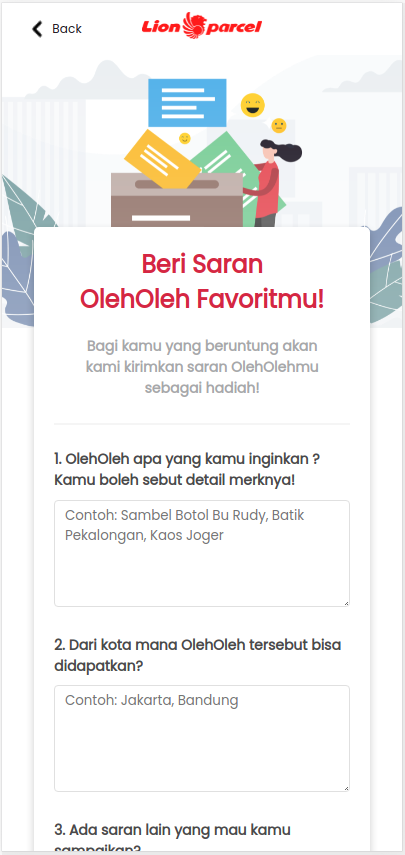 Back
Lion parcel
Beri Saran
OlehOleh Favoritmu!
Bagi kamu yang beruntung akan
kami kirimkan saran OlehOlehmu
sebagai hadiah!
1. OlehOleh apa yang kamu inginkan ?
Kamu boleh sebut detail merknya!
Contoh: Sambel Botol Bu Rudy, Batik
Pekalongan, Kaos Joger
2. Dari kota mana OlehOleh tersebut bisa
didapatkan?
Contoh: Jakarta, Bandung
3. Ada saran lain yang mau kamu
sampaikan?